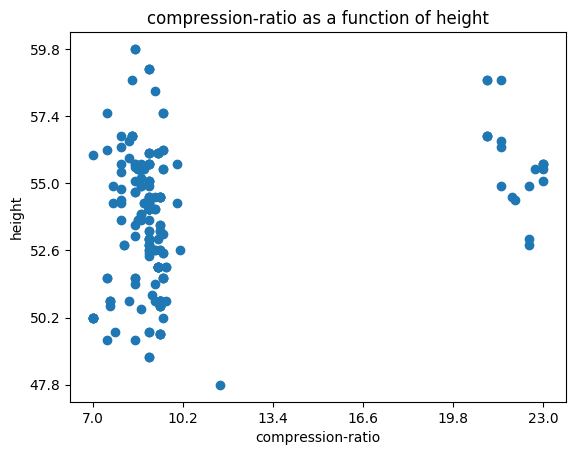 compression-ratio as a function of height
59.8
57.4
55.0
52.6
50.2
47.8
height
7.0 10.2 13.4 16.6 19.8 23.0
compression-ratio